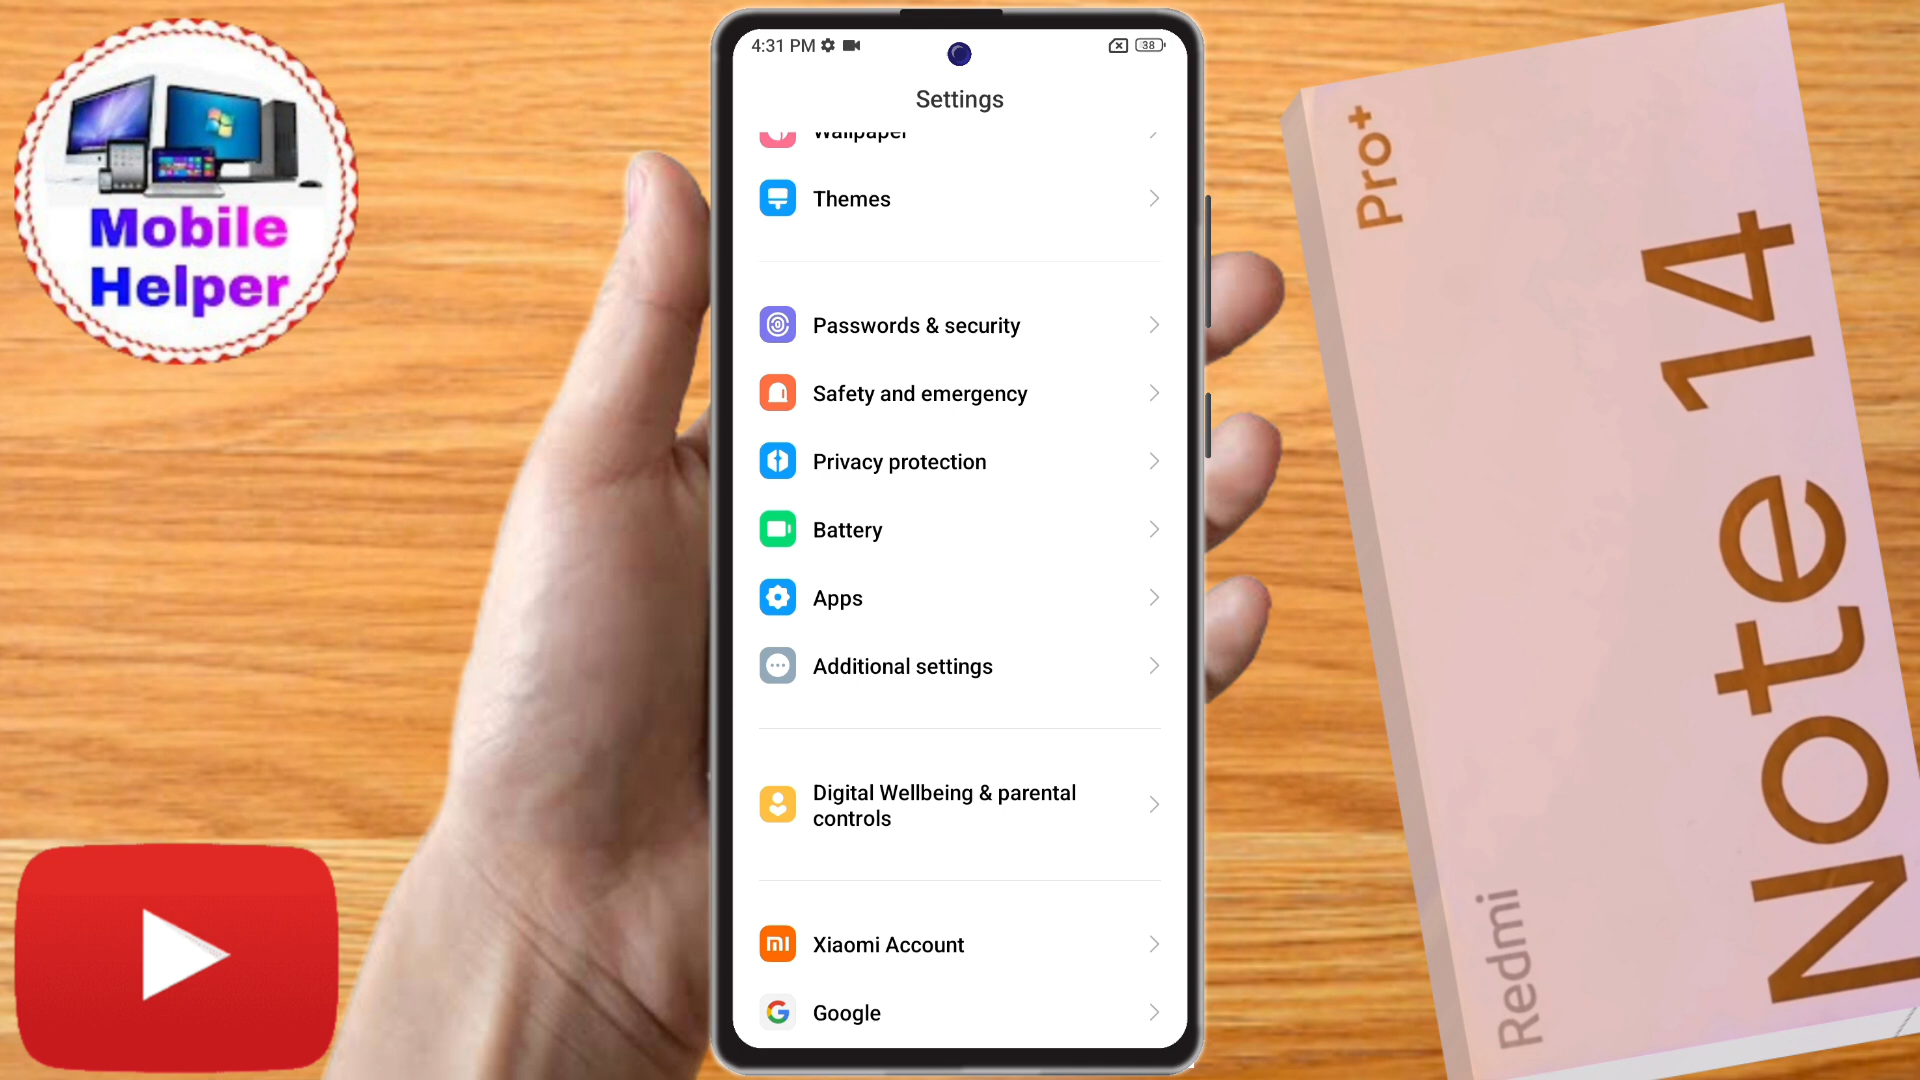 Mobile
Helper
4:31 PM
38
Settings
Wallpaper
Themes
Passwords & security
Safety and emergency
Privacy protection
Battery
Apps
Additional settings
Digital Wellbeing & parental
controls
Xiaomi Account
Google
Redmi
Note 14
Pro+